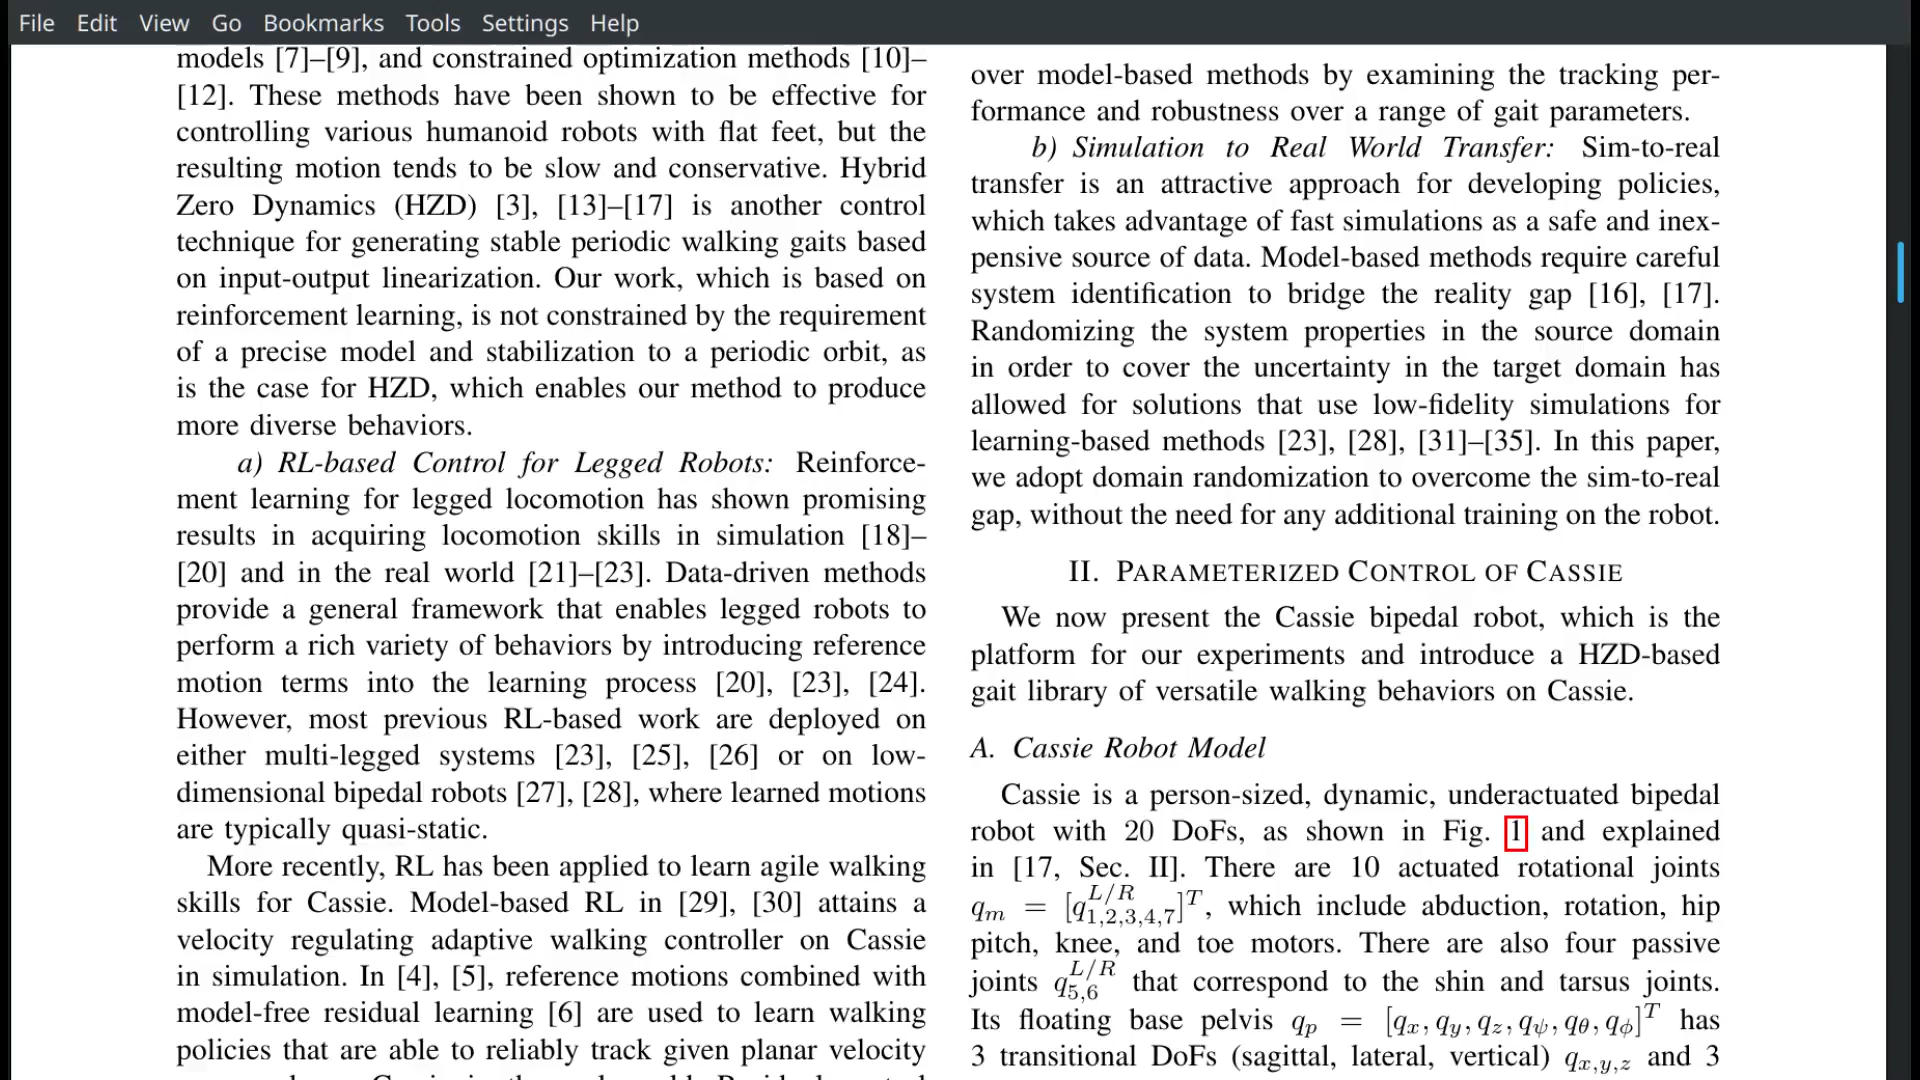 File Edit View Go Bookmarks Tools Settings Help
models [7]–[9], and constrained optimization methods [10]–
[12]. These methods have been shown to be effective for
controlling various humanoid robots with flat feet, but the
resulting motion tends to be slow and conservative. Hybrid
Zero Dynamics (HZD) [3], [13]–[17] is another control
technique for generating stable periodic walking gaits based
on input-output linearization. Our work, which is based on
reinforcement learning, is not constrained by the requirement
of a precise model and stabilization to a periodic orbit, as
is the case for HZD, which enables our method to produce
more diverse behaviors.
a) RL-based Control for Legged Robots: Reinforce-
ment learning for legged locomotion has shown promising
results in acquiring locomotion skills in simulation [18]–
[20] and in the real world [21]–[23]. Data-driven methods
provide a general framework that enables legged robots to
perform a rich variety of behaviors by introducing reference
motion terms into the learning process [20], [23], [24].
However, most previous RL-based work are deployed on
either multi-legged systems [23], [25], [26] or on low-
dimensional bipedal robots [27], [28], where learned motions
are typically quasi-static.
More recently, RL has been applied to learn agile walking
skills for Cassie. Model-based RL in [29], [30] attains a
velocity regulating adaptive walking controller on Cassie
in simulation. In [4], [5], reference motions combined with
model-free residual learning [6] are used to learn walking
policies that are able to reliably track given planar velocity
over model-based methods by examining the tracking per-
formance and robustness over a range of gait parameters.
b) Simulation to Real World Transfer: Sim-to-real
transfer is an attractive approach for developing policies,
which takes advantage of fast simulations as a safe and inex-
pensive source of data. Model-based methods require careful
system identification to bridge the reality gap [16], [17].
Randomizing the system properties in the source domain
in order to cover the uncertainty in the target domain has
allowed for solutions that use low-fidelity simulations for
learning-based methods [23], [28], [31]–[35]. In this paper,
we adopt domain randomization to overcome the sim-to-real
gap, without the need for any additional training on the robot.
II. PARAMETERIZED CONTROL OF CASSIE
We now present the Cassie bipedal robot, which is the
platform for our experiments and introduce a HZD-based
gait library of versatile walking behaviors on Cassie.
A. Cassie Robot Model
Cassie is a person-sized, dynamic, underactuated bipedal
robot with 20 DoFs, as shown in Fig. 1 and explained
in [17, Sec. II]. There are 10 actuated rotational joints
q_m = [q_{1,2,3,4,7}^{L/R}]^T, which include abduction, rotation, hip
pitch, knee, and toe motors. There are also four passive
joints q_{5,6}^{L/R} that correspond to the shin and tarsus joints.
Its floating base pelvis q_p = [q_x, q_y, q_z, q_ψ, q_θ, q_ϕ]^T has
3 transitional DoFs (sagittal, lateral, vertical) q_{x,y,z} and 3